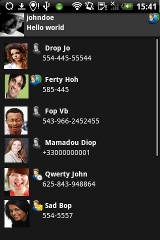 15:41
johndoe
Hello world
Drop Jo
554-445-55544
Ferty Hoh
585-445
Fop Vb
543-966-2452455
Mamadou Diop
+33000000001
Qwerty John
625-843-948864
Sad Bop
554-5557